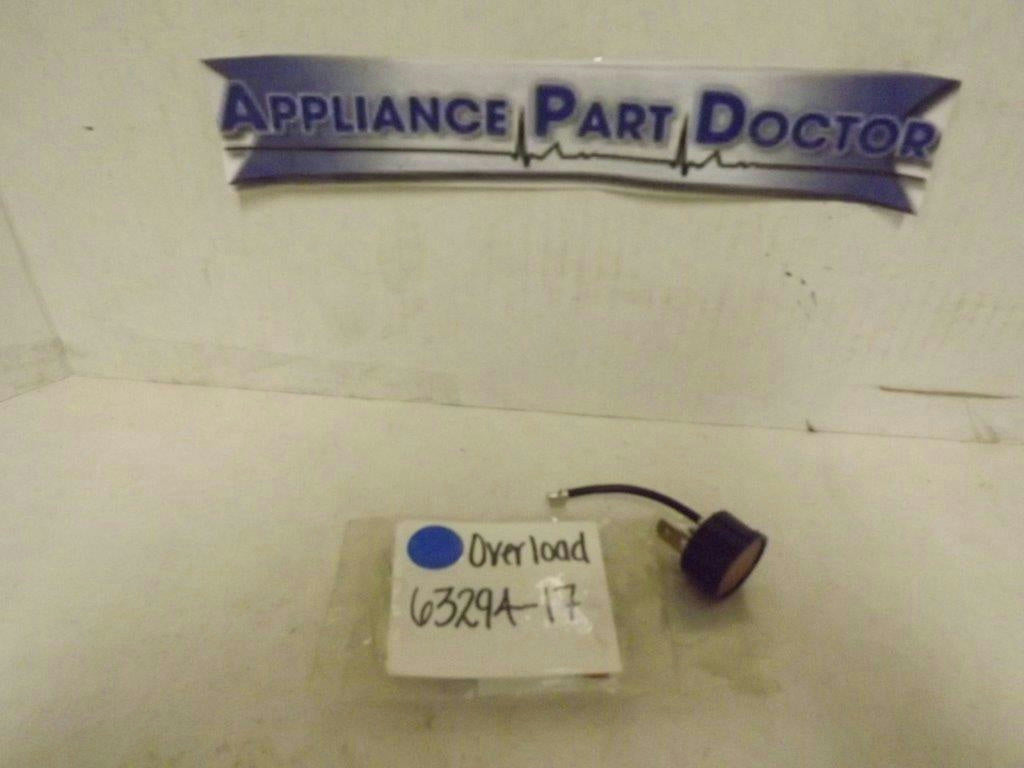 APPLIANCE PART DOCTOR
Overload
63294-17